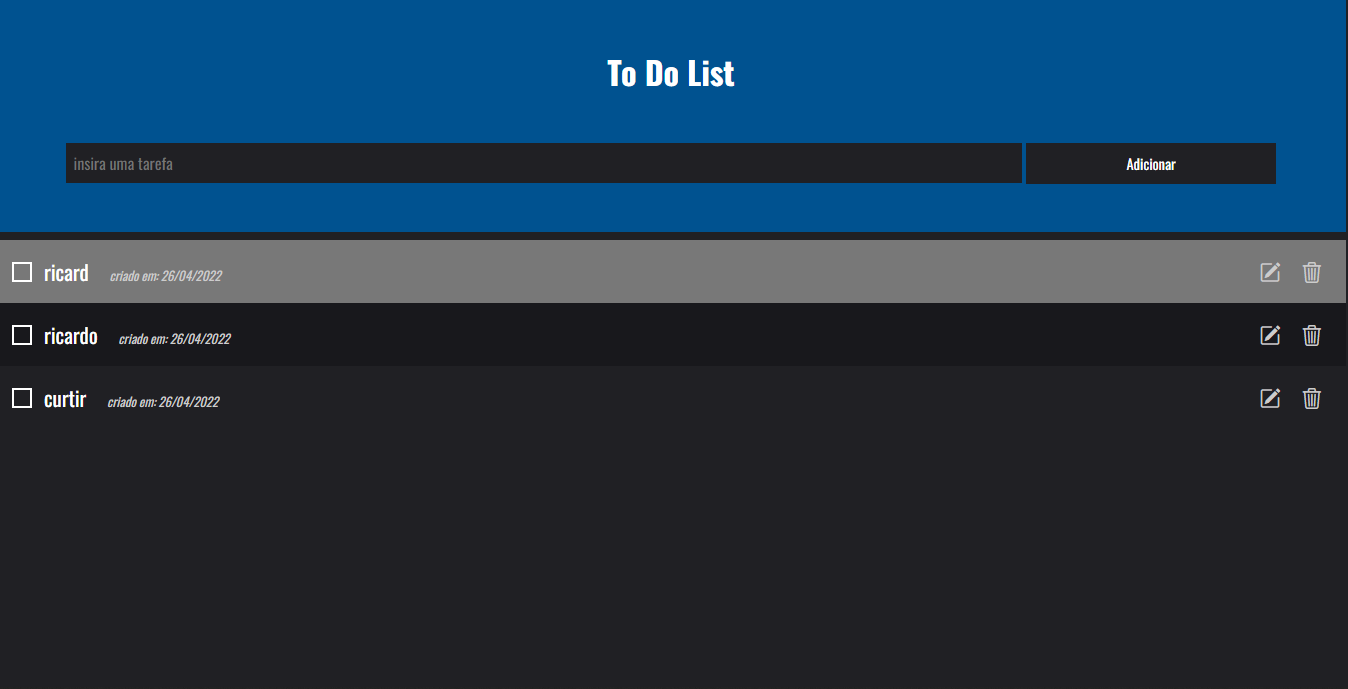 To Do List
insira uma tarefa
Adicionar
ricard criado em: 26/04/2022
ricardo criado em: 26/04/2022
curtir criado em: 26/04/2022